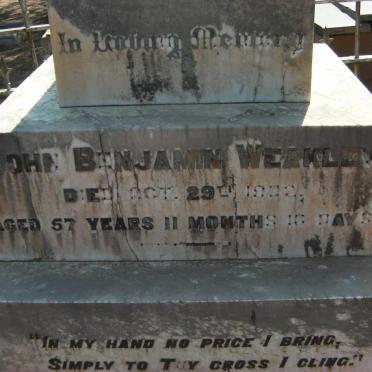 In Loving Memory
JOHN BENJAMIN WEAKLEY
DIED OCT. 29TH
AGED 57 YEARS 11 MONTHS DAYS
"IN MY HAND NO PRICE I BRING,
SIMPLY TO THY CROSS I CLING."